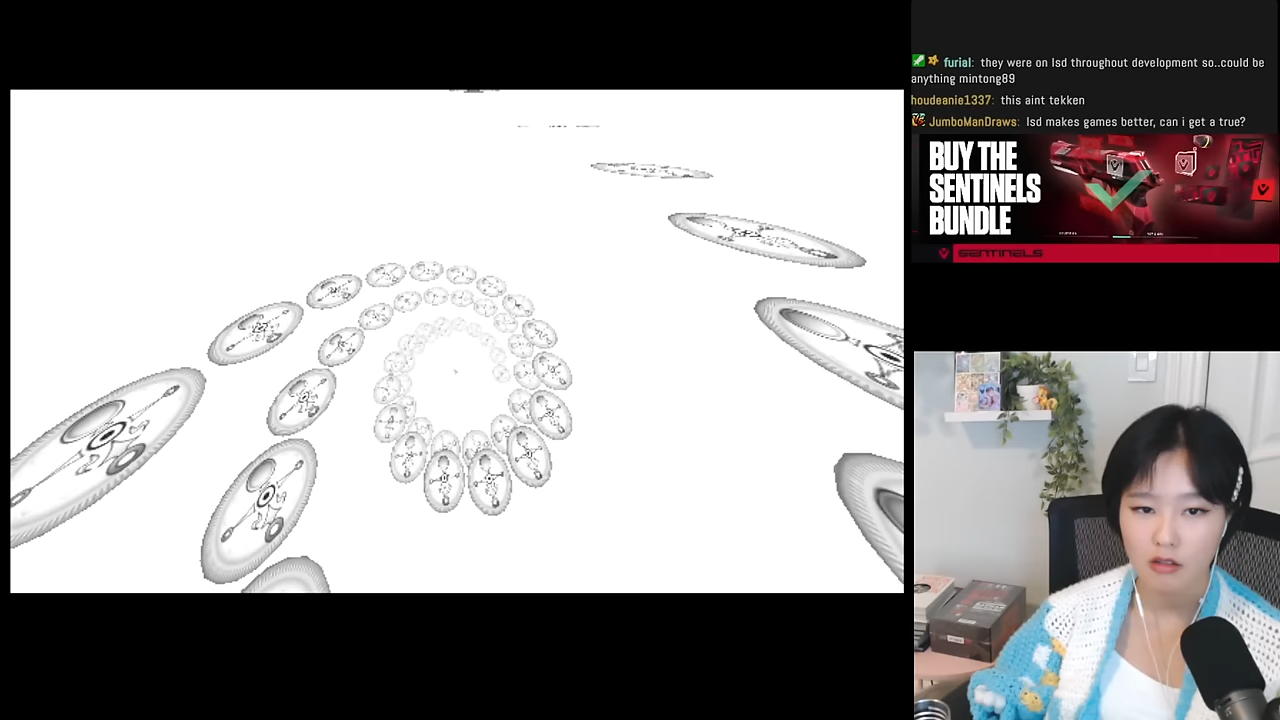 furial: they were on lsd throughout development so..could be
anything mintong89
houdeanie1337: this aint tekken
JumboManDraws: lsd makes games better, can i get a true?
BUY THE
SENTINELS
BUNDLE
SENTINELS